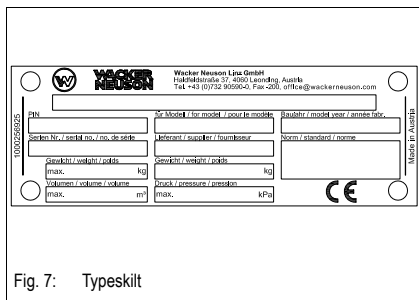 WACKER
NEUSON
Wacker Neuson Linz GmbH
Haidfeldstraße 37, 4060 Leonding, Austria
Tel. +43 (0)732 90590-0, Fax -200, office@wackerneuson.com
1000256925
PIN
für Modell / for model / pour le modèle
Baujahr / model year / année fabr.
Serien Nr. / serial no. / no. de série
Lieferant / supplier / fournisseur
Norm / standard / norme
Gewicht / weight / poids
max. kg
Gewicht / weight / poids
kg
Volumen / volume / volume
max. m³
Druck / pressure / pression
max. kPa
CE
Made in Austria
Fig. 7: Typeskilt